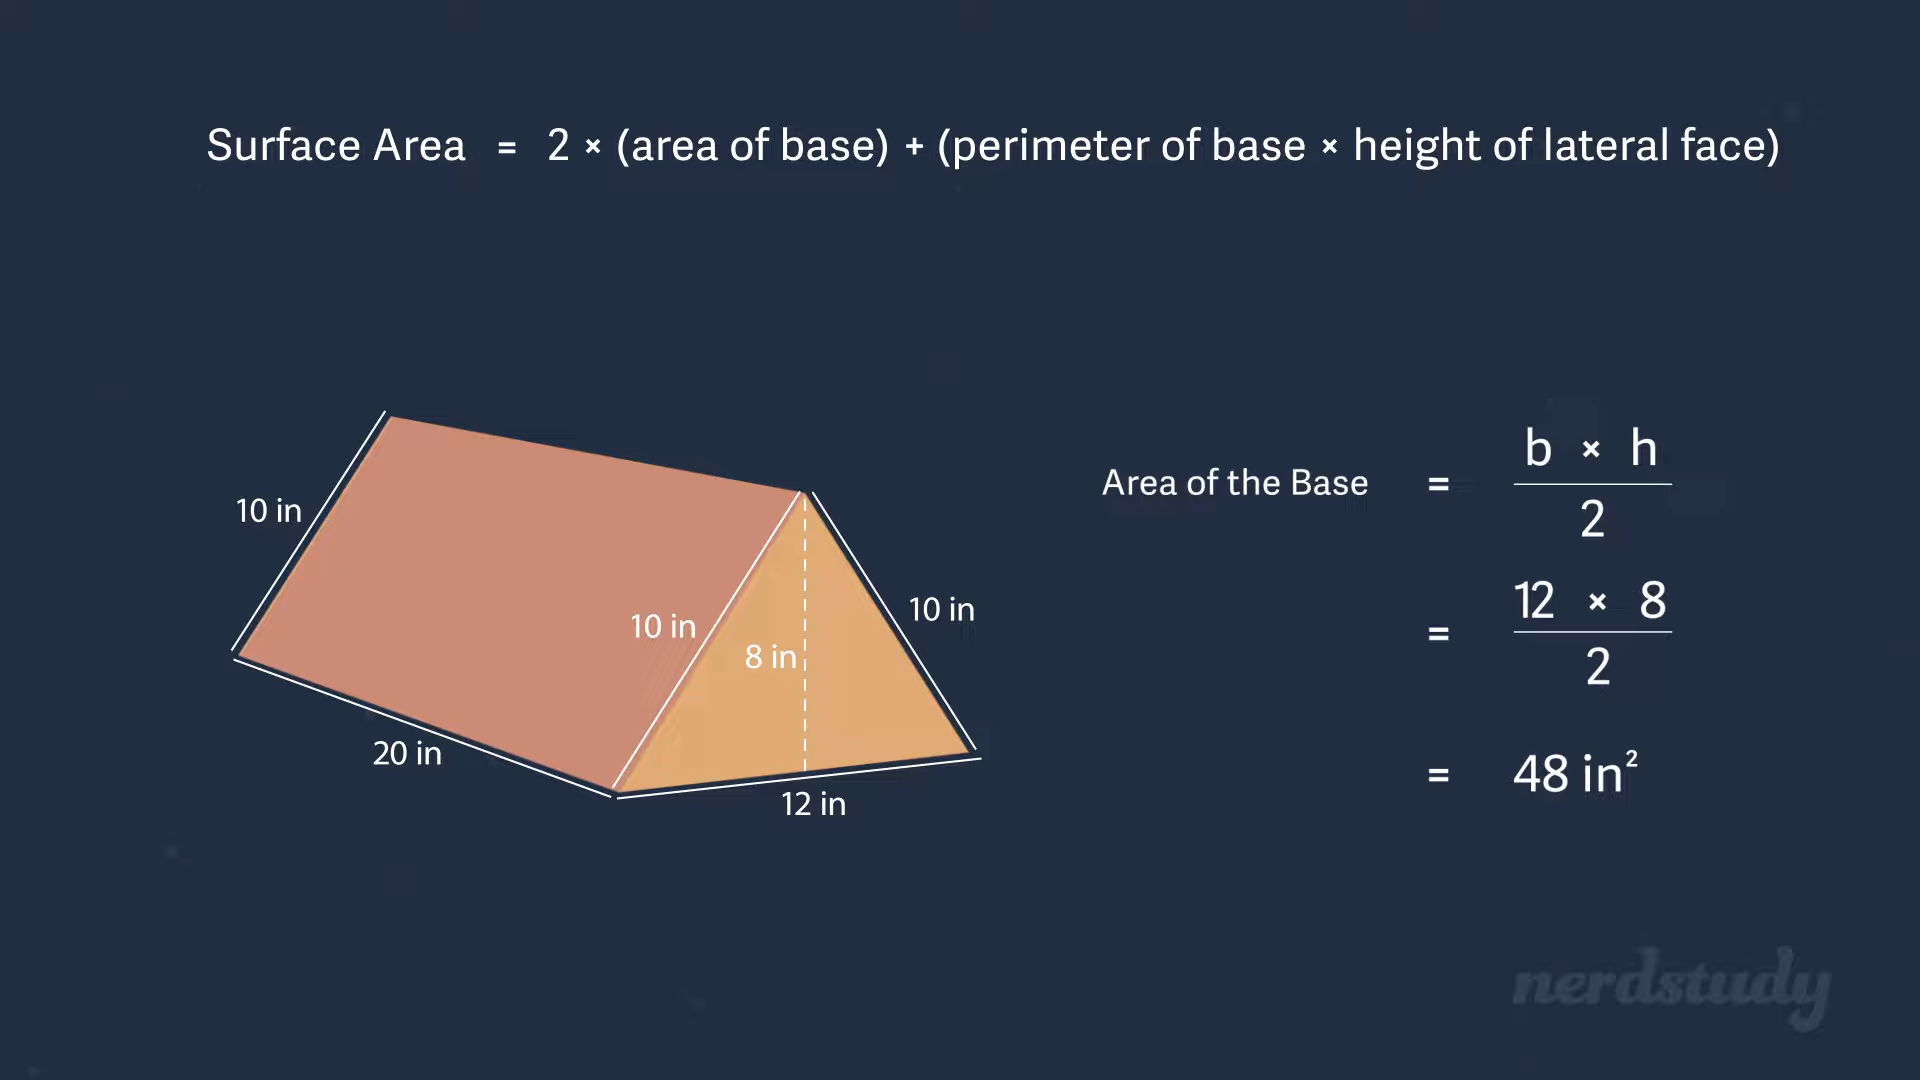 Surface Area = 2 × (area of base) + (perimeter of base × height of lateral face)
10 in
10 in
8 in
10 in
20 in
12 in
Area of the Base = b × h
2
= 12 × 8
2
= 48 in²
nerdstudy